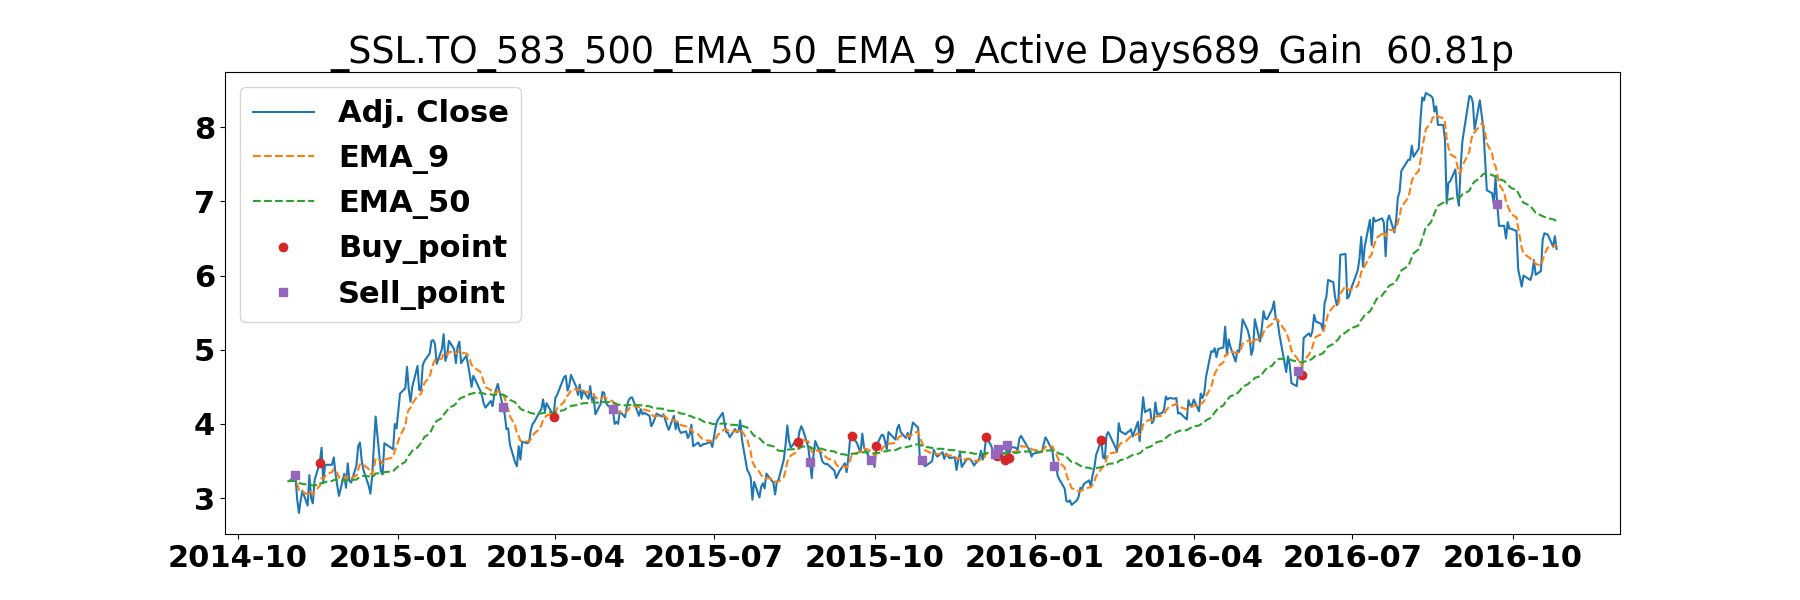 _SSL.TO_583_500_EMA_50_EMA_9_Active Days689_Gain  60.81p
Adj. Close
EMA_9
EMA_50
Buy_point
Sell_point
8
7
6
5
4
3
2014-10 2015-01 2015-04 2015-07 2015-10 2016-01 2016-04 2016-07 2016-10